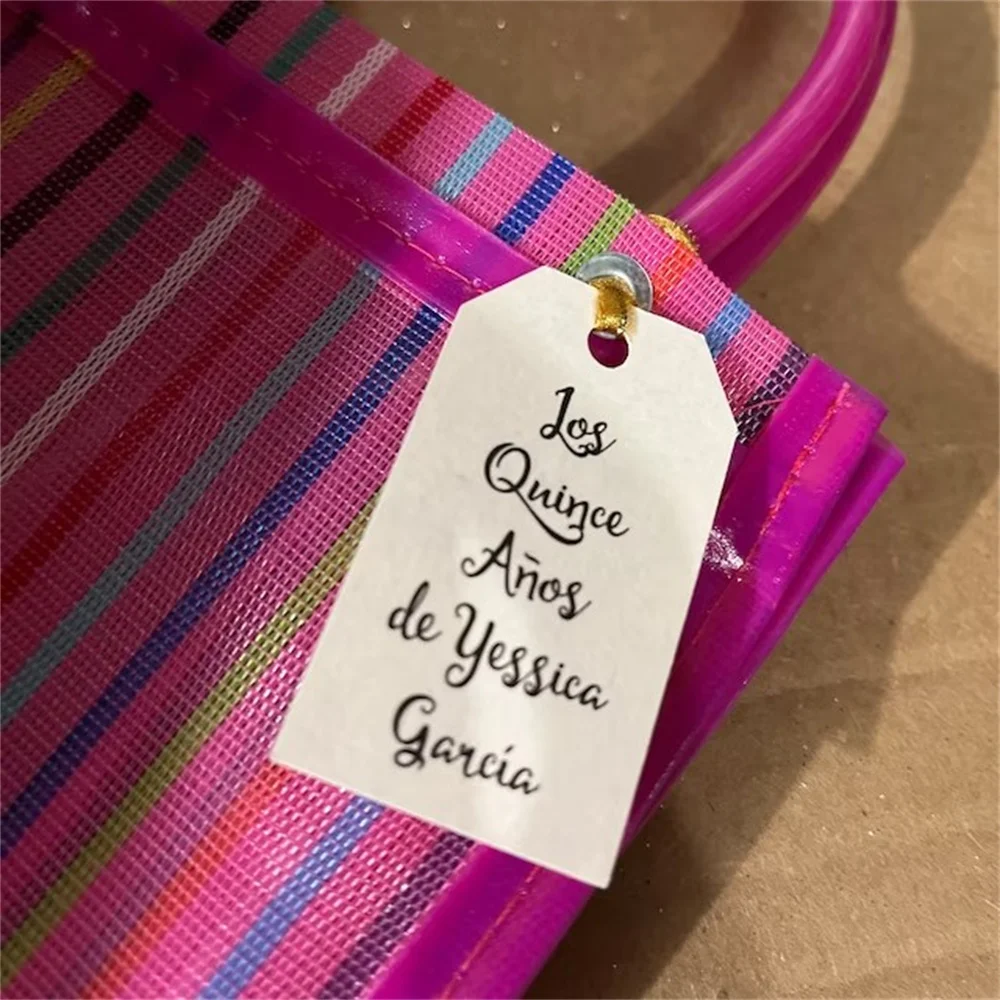 Los
Quince
Años
de Yessica
García